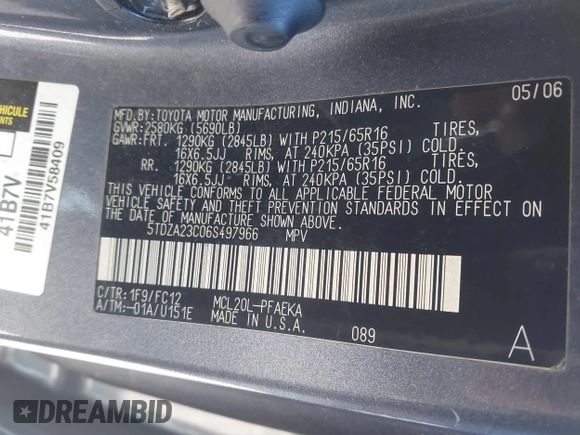 05/06
MFD.BY:TOYOTA MOTOR MANUFACTURING, INDIANA, INC.
GVWR:2580KG (5690LB)
GAWR:FRT. 1290KG (2845LB) WITH P215/65R16 TIRES,
16X6.5JJ RIMS, AT 240KPA (35PSI) COLD.
RR. 1290KG (2845LB) WITH P215/65R16 TIRES,
16X6.5JJ RIMS, AT 240KPA (35PSI) COLD.
THIS VEHICLE CONFORMS TO ALL APPLICABLE FEDERAL MOTOR
VEHICLE SAFETY AND THEFT PREVENTION STANDARDS IN EFFECT ON
THE DATE OF MANUFACTURE SHOWN ABOVE.
5TDZA23C06S497966 MPV
C/TR:1F9/FC12 MCL20L-PFAEKA
A/TM:-01A/U151E MADE IN U.S.A. 089
A
VEHICULE
41B7V
41B7V58409
DREAMBID